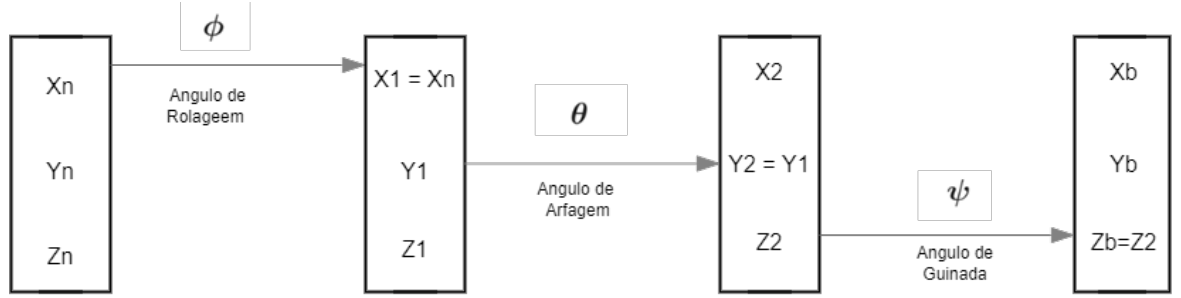 Xn
Yn
Zn
ϕ
Angulo de
Rolageem
X1 = Xn
Y1
Z1
θ
Angulo de
Arfagem
X2
Y2 = Y1
Z2
ψ
Angulo de
Guinada
Xb
Yb
Zb=Z2